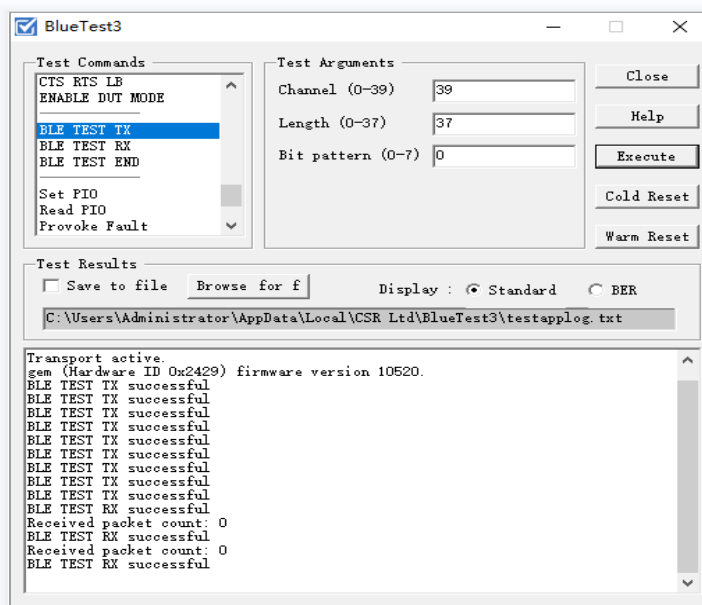 BlueTest3
Test Commands
CTS RTS LB
ENABLE DUT MODE
BLE TEST TX
BLE TEST RX
BLE TEST END
Set PIO
Read PIO
Provoke Fault
Test Arguments
Channel (0-39) 39
Length (0-37) 37
Bit pattern (0-7) 0
Close
Help
Execute
Cold Reset
Warm Reset
Test Results
Save to file Browse for f Display : Standard BER
C:\Users\Administrator\AppData\Local\CSR Ltd\BlueTest3\testapplog.txt
Transport active.
gem (Hardware ID 0x2429) firmware version 10520.
BLE TEST TX successful
BLE TEST TX successful
BLE TEST TX successful
BLE TEST TX successful
BLE TEST TX successful
BLE TEST TX successful
BLE TEST TX successful
BLE TEST TX successful
BLE TEST TX successful
BLE TEST RX successful
Received packet count: 0
BLE TEST RX successful
Received packet count: 0
BLE TEST RX successful